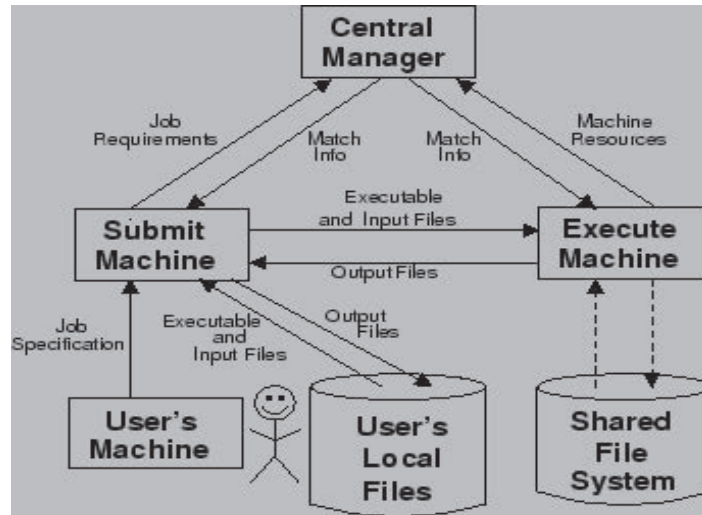 Central
Manager
Job
Requirements
Match
Info
Match
Info
Machine
Resources
Submit
Machine
Executable
and Input Files
Output Files
Execute
Machine
Job
Specification
Executable
and
Input Files
Output
Files
User's
Machine
User's
Local
Files
Shared
File
System